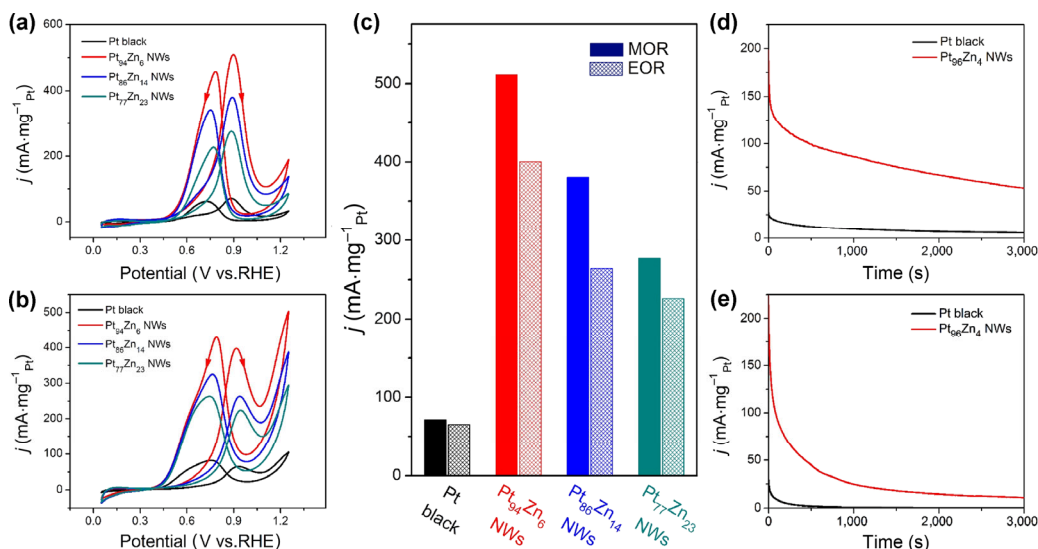 (a)
600
400
200
0
j (mA·mg⁻¹Pt)
Pt black
Pt94Zn6 NWs
Pt86Zn14 NWs
Pt77Zn23 NWs
0.0 0.3 0.6 0.9 1.2
Potential (V vs.RHE)
(b)
500
400
300
200
100
0
j (mA·mg⁻¹Pt)
Pt black
Pt94Zn6 NWs
Pt86Zn14 NWs
Pt77Zn23 NWs
0.0 0.3 0.6 0.9 1.2
Potential (V vs.RHE)
(c)
MOR
EOR
500
400
300
200
100
0
j (mA·mg⁻¹Pt)
Pt
black
Pt94Zn6
NWs
Pt86Zn14
NWs
Pt77Zn23
NWs
(d)
200
150
100
50
0
j (mA·mg⁻¹Pt)
Pt black
Pt96Zn4 NWs
0 1,000 2,000 3,000
Time (s)
(e)
200
150
100
50
0
j (mA·mg⁻¹Pt)
Pt black
Pt96Zn4 NWs
0 1,000 2,000 3,000
Time (s)